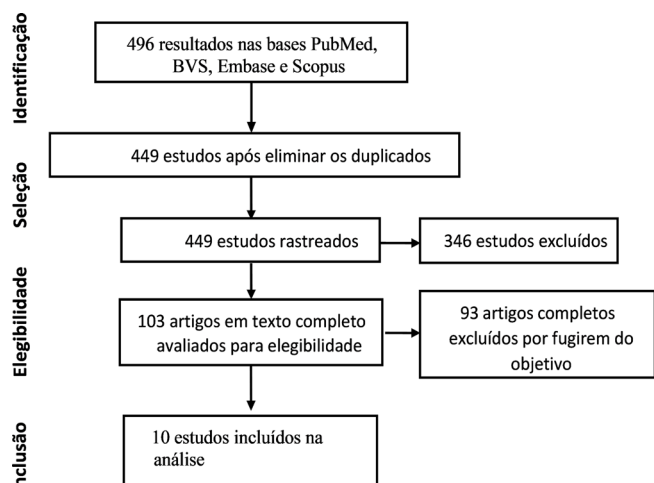 Identificação
496 resultados nas bases PubMed,
BVS, Embase e Scopus
449 estudos após eliminar os duplicados
Seleção
449 estudos rastreados
346 estudos excluídos
Elegibilidade
103 artigos em texto completo
avaliados para elegibilidade
93 artigos completos
excluídos por fugirem do
objetivo
nclusão
10 estudos incluídos na
análise